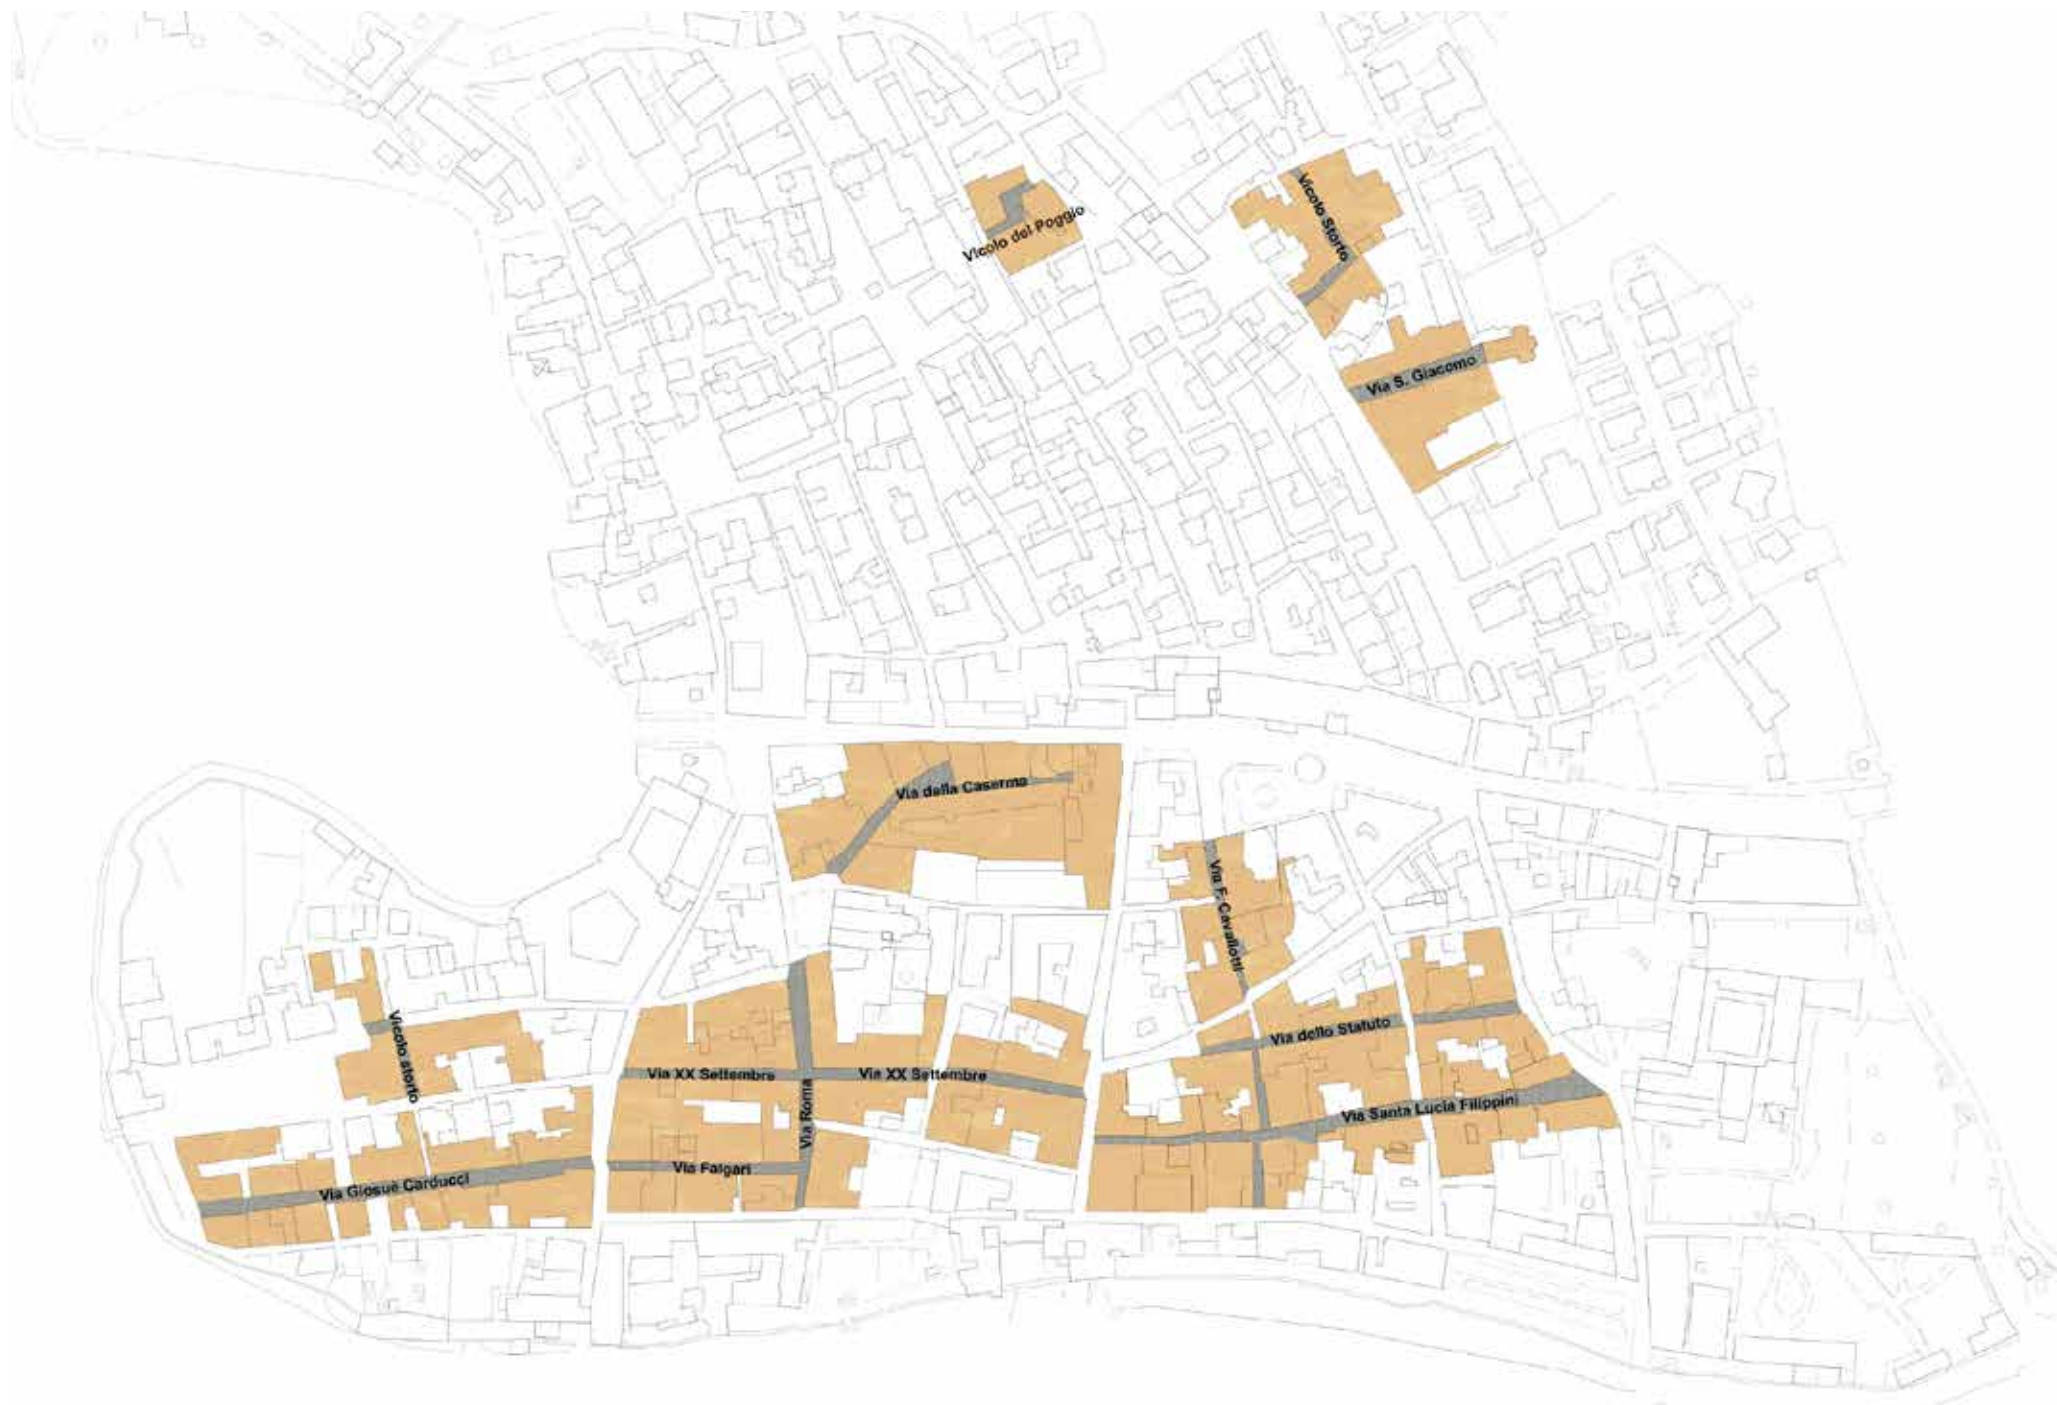 Vicolo Storto
Vicolo del Poggio
Via S. Giacomo
Via della Caserma
Via F. Cavallotti
Vicolo storto
Via dello Statuto
Via XX Settembre
Via XX Settembre
Via Roma
Via Santa Lucia Filippini
Via Falgari
Via Giosuè Carducci